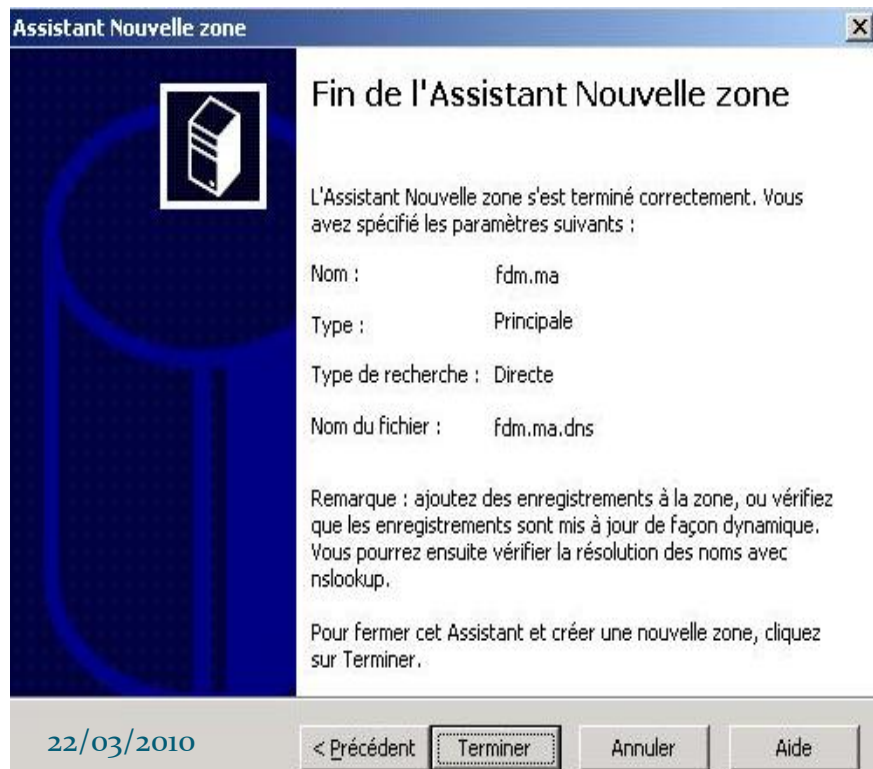 Assistant Nouvelle zone
Fin de l'Assistant Nouvelle zone
L'Assistant Nouvelle zone s'est terminé correctement. Vous
avez spécifié les paramètres suivants :
Nom : fdm.ma
Type : Principale
Type de recherche : Directe
Nom du fichier : fdm.ma.dns
Remarque : ajoutez des enregistrements à la zone, ou vérifiez
que les enregistrements sont mis à jour de façon dynamique.
Vous pourrez ensuite vérifier la résolution des noms avec
nslookup.
Pour fermer cet Assistant et créer une nouvelle zone, cliquez
sur Terminer.
22/03/2010
< Précédent Terminer Annuler Aide